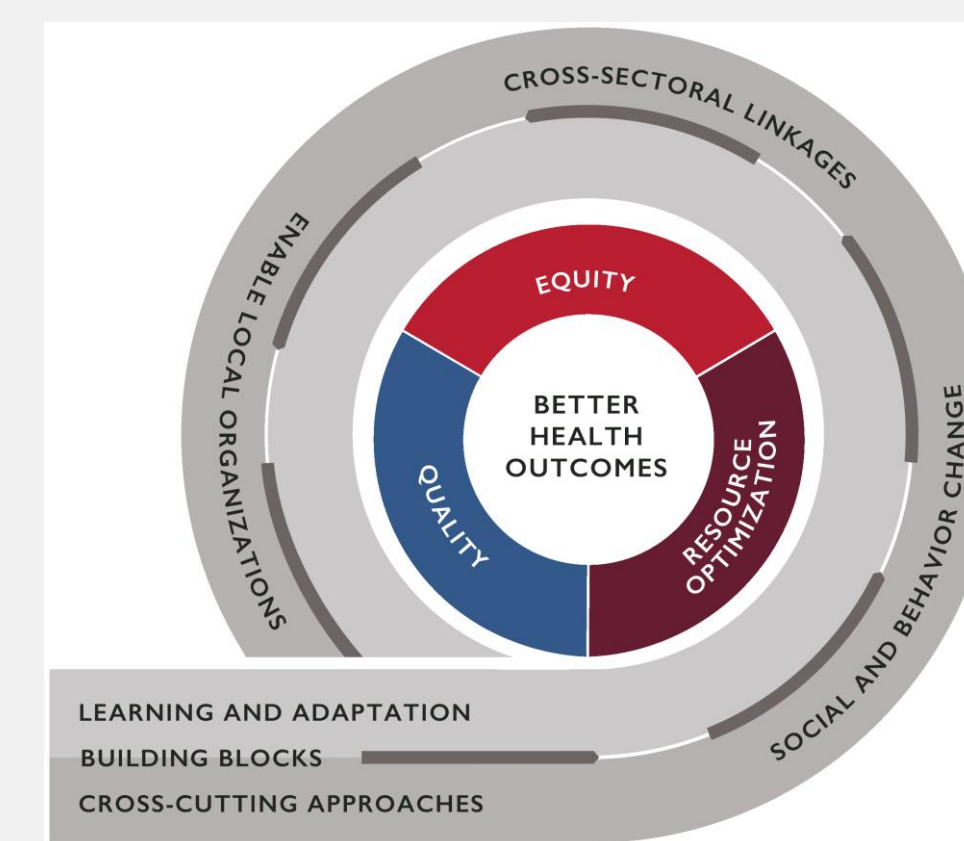 CROSS-SECTORAL LINKAGES
ENABLE LOCAL ORGANIZATIONS
EQUITY
BETTER
HEALTH
OUTCOMES
QUALITY
RESOURCE
OPTIMIZATION
SOCIAL AND BEHAVIOR CHANGE
LEARNING AND ADAPTATION
BUILDING BLOCKS
CROSS-CUTTING APPROACHES